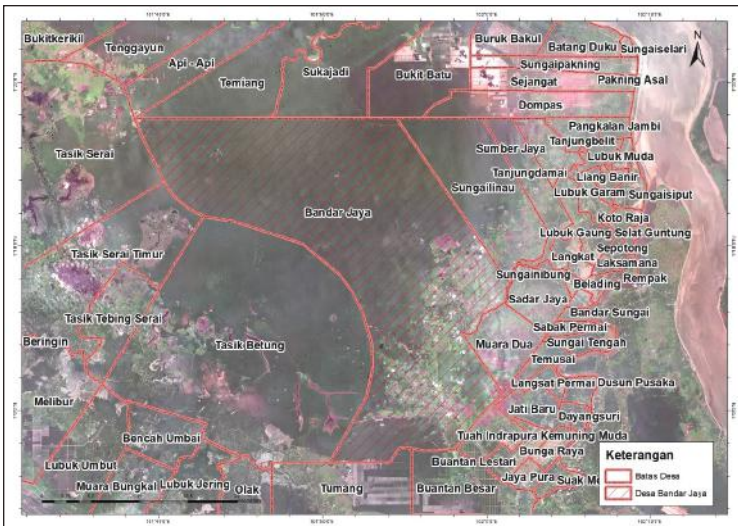 Bukitkerikil
Tenggayun
Api - Api
Temiang
Sukajadi
Bukit Batu
Buruk Bakul
Batang Duku
Sungaiselari
Sungaipakning
Sejangat
Pakning Asal
Dompas
N
Tasik Serai
Pangkalan Jambi
Tanjungbelit
Sumber Jaya
Lubuk Muda
Tanjungdamai
Liang Banir
Sungailinau
Lubuk Garam
Sungaisiput
Bandar Jaya
Koto Raja
Lubuk Gaung
Selat Guntung
Tasik Serai Timur
Sepotong
Langkat
Laksamana
Sungainibung
Rempak
Belading
Sadar Jaya
Bandar Sungai
Tasik Tebing Serai
Sabak Permai
Beringin
Tasik Betung
Muara Dua
Sungai Tengah
Temusai
Melibur
Langsat Permai
Dusun Pusaka
Jati Baru
Dayangsuri
Bencah Umbai
Tuah Indrapura
Kemuning Muda
Bunga Raya
Lubuk Umbut
Buantan Lestari
Muara Bungkal
Lubuk Jering
Olak
Tumang
Buantan Besar
Jaya Pura
Suak Me
Keterangan
Batas Desa
Desa Bandar Jaya